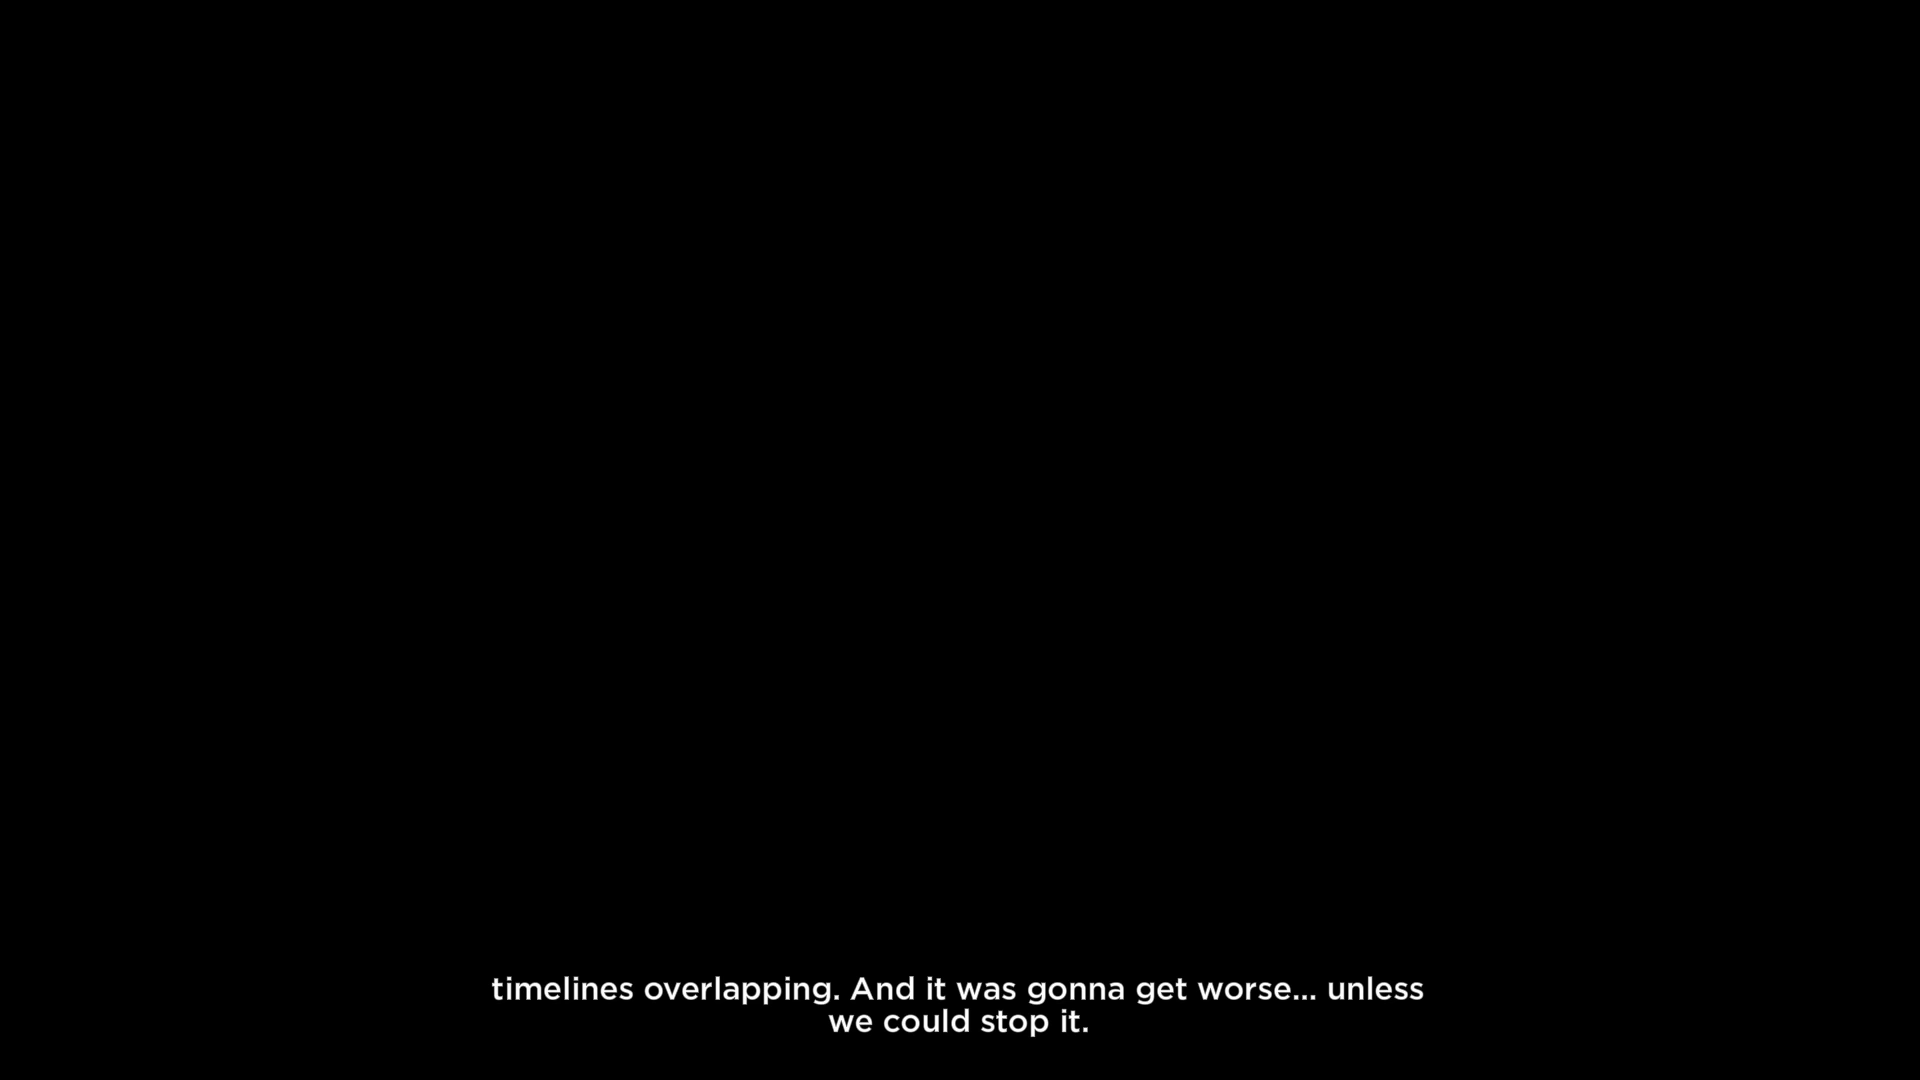 timelines overlapping. And it was gonna get worse... unless
we could stop it.